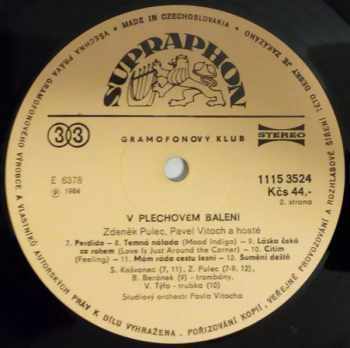 • MADE IN CZECHOSLOVAKIA •
VŠECHNA PRÁVA GRAMOFONOVÉHO VÝROBCE A VLASTNÍKŮ AUTORSKÝCH PRÁV K DÍLU VYHRAZENA. • POŘIZOVÁNÍ KOPIÍ, VEŘEJNÉ PROVOZOVÁNÍ A ROZHLASOVÉ ŠÍŘENÍ TÉTO DESKY JE ZAKÁZÁNO
SUPRAPHON
33
GRAMOFONOVÝ KLUB
STEREO
E 6378
℗ 1984
1115 3524
Kčs 44,-
2. strana
V PLECHOVÉM BALENÍ
Zdeněk Pulec, Pavel Vitoch a hosté
7. Perdido – 8. Temná nálada (Mood Indigo) – 9. Láska čeká
za rohem (Love Is Just Around the Corner) – 10. Cítím
(Feeling) – 11. Mám ráda cestu lesní – 12. Šumění deště
S. Košvanec (7, 11), Z. Pulec (7-9, 12),
B. Beránek (9) - trombóny,
V. Týfa - trubka (10)
Studiový orchestr Pavla Vitocha